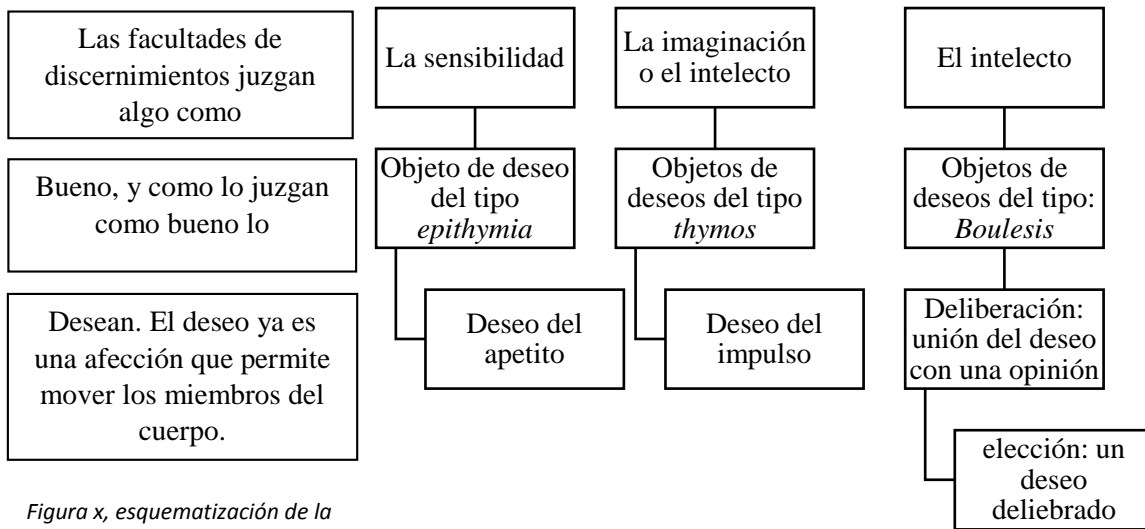 Las facultades de
discernimientos juzgan
algo como
Bueno, y como lo juzgan
como bueno lo
Desean. El deseo ya es
una afección que permite
mover los miembros del
cuerpo.
La sensibilidad
Objeto de deseo
del tipo
epithymia
Deseo del
apetito
La imaginación
o el intelecto
Objetos de
deseos del tipo
thymos
Deseo del
impulso
El intelecto
Objetos de
deseos del tipo:
Boulesis
Deliberación:
unión del deseo
con una opinión
elección: un
deseo
deliebrado
Figura x, esquematización de la